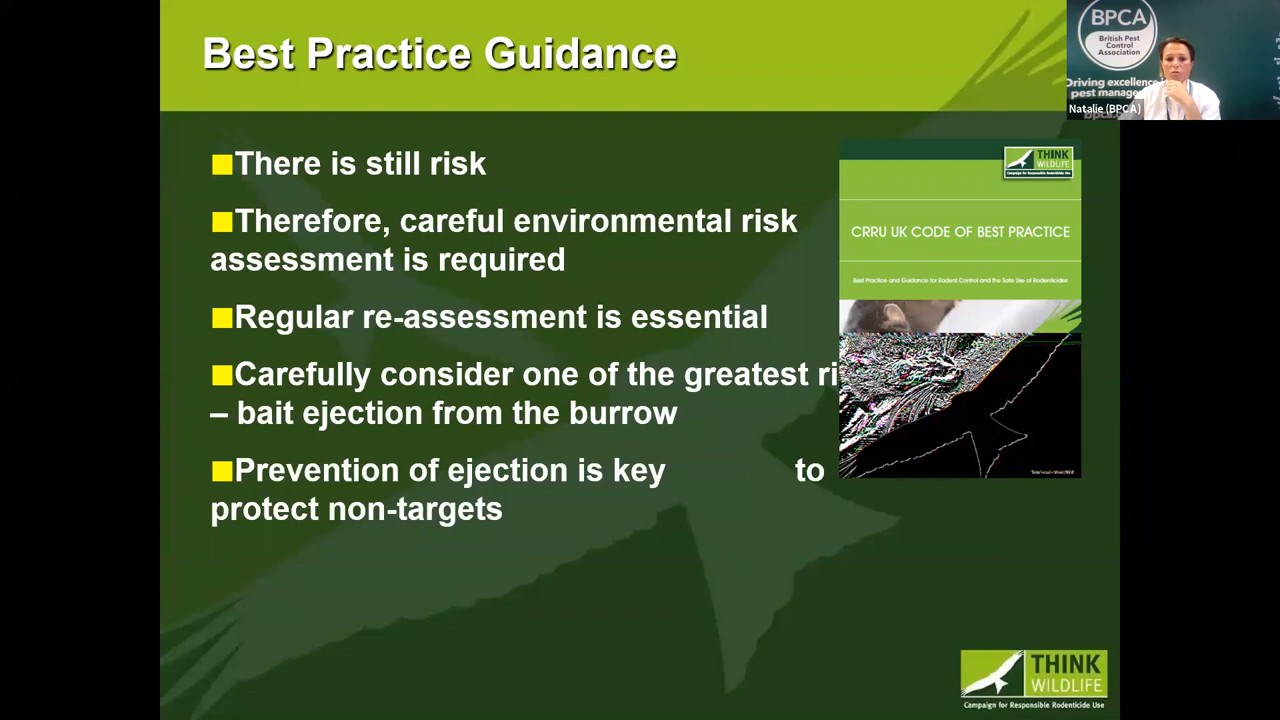 Best Practice Guidance
BPCA
British Pest
Control
Association
Driving excellence
pest manag
Natalie (BPCA)
bpca.
■There is still risk
■Therefore, careful environmental risk
assessment is required
■Regular re-assessment is essential
■Carefully consider one of the greatest ri
– bait ejection from the burrow
■Prevention of ejection is key to
protect non-targets
THINK
WILDLIFE
Campaign for Responsible Rodenticide Use
CRRU UK CODE OF BEST PRACTICE
Best Practice and Guidance for Rodent Control and the Safe Use of Rodenticides
THINK
WILDLIFE
Campaign for Responsible Rodenticide Use